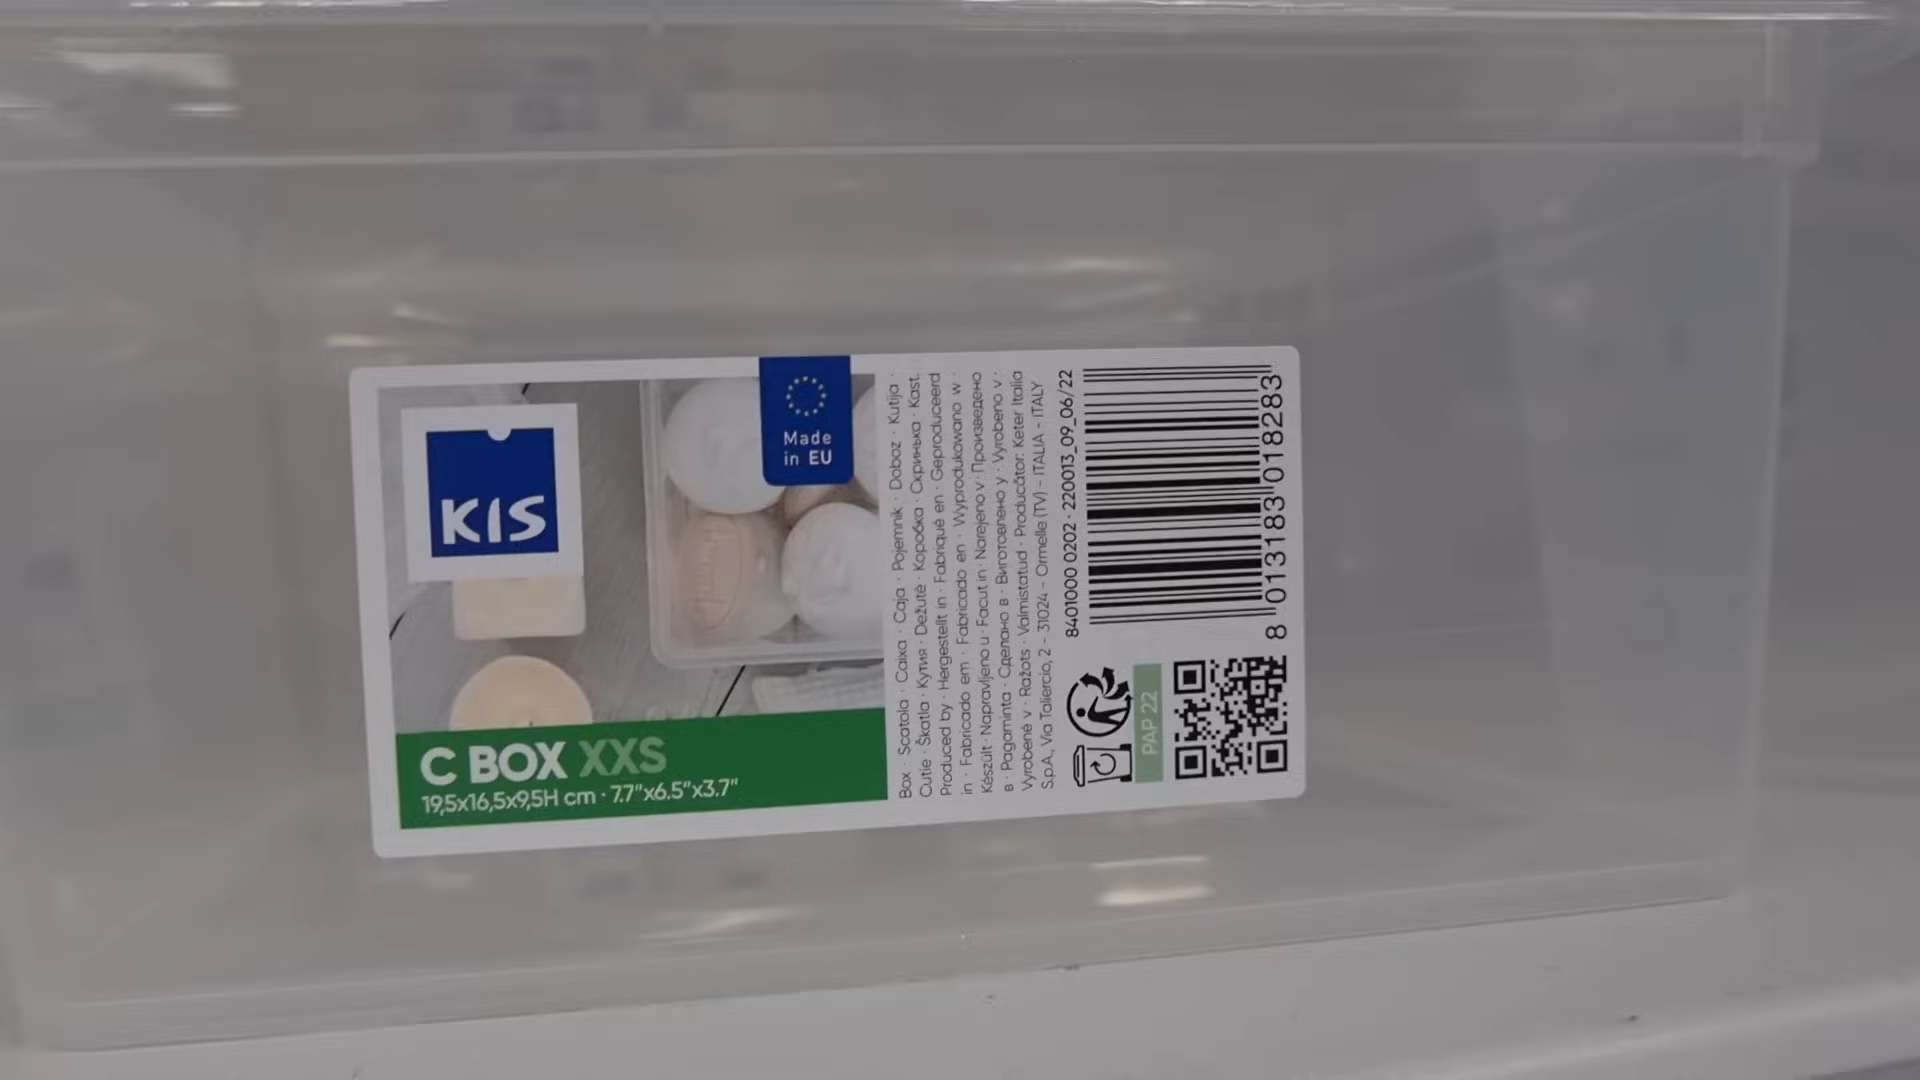 KIS
Made
in EU
C BOX XXS
19,5x16,5x9,5H cm · 7.7"x6.5"x3.7"
Box · Scatola · Caixa · Caja · Pojemnik · Doboz · Kutija ·
Cutie · Škatla · Кутия · Dėžutė · Коробка · Скринька · Kast.
Produced by · Hergestellt in · Fabriqué en · Geproduceerd
in · Fabricado em · Fabricado en · Wyprodukowano w ·
Készült · Napravljeno u · Facut in · Narejeno v · Произведено
в · Pagaminta · Сделано в · Виготовлено у · Vyrobeno v ·
Vyrobené v · Ražots · Valmistatud · Producător: Keter Italia
S.p.A., Via Taliercio, 2 - 31024 - Ormelle (TV) - ITALIA - ITALY
8401000 0202 · 220013_09_06/22
8 013183 018283
PAP 22